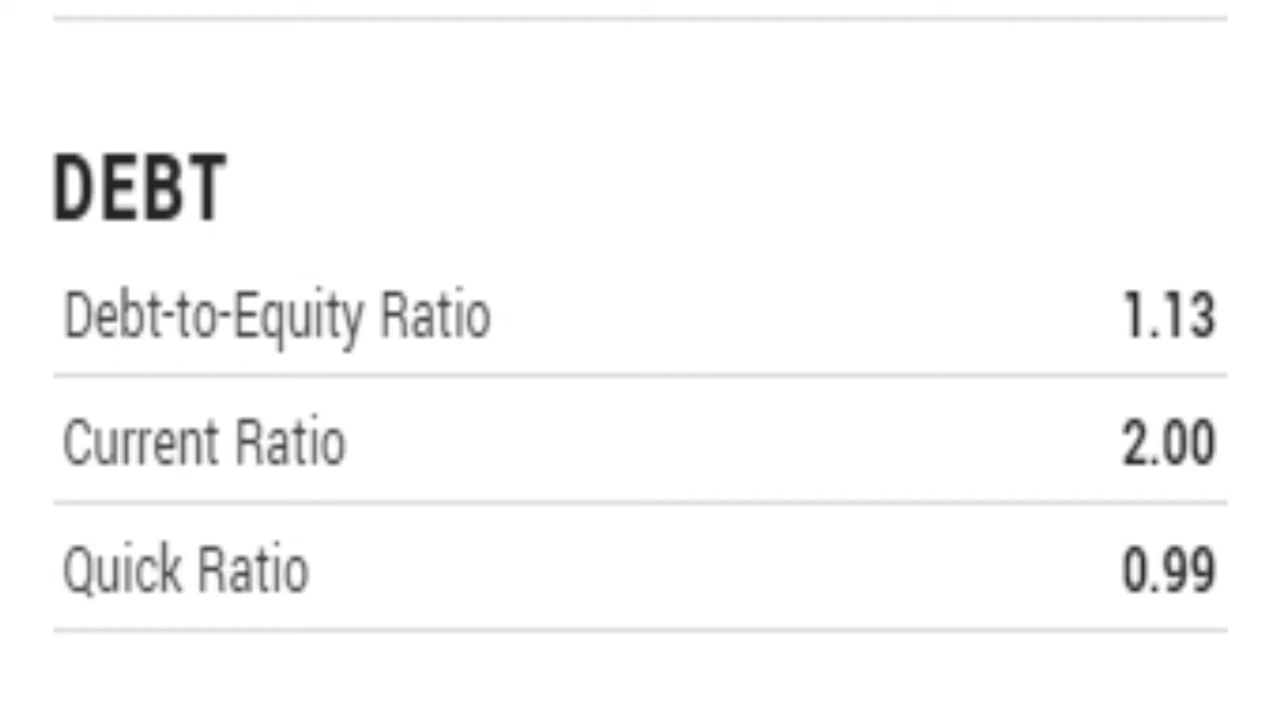 DEBT
Debt-to-Equity Ratio 1.13
Current Ratio 2.00
Quick Ratio 0.99